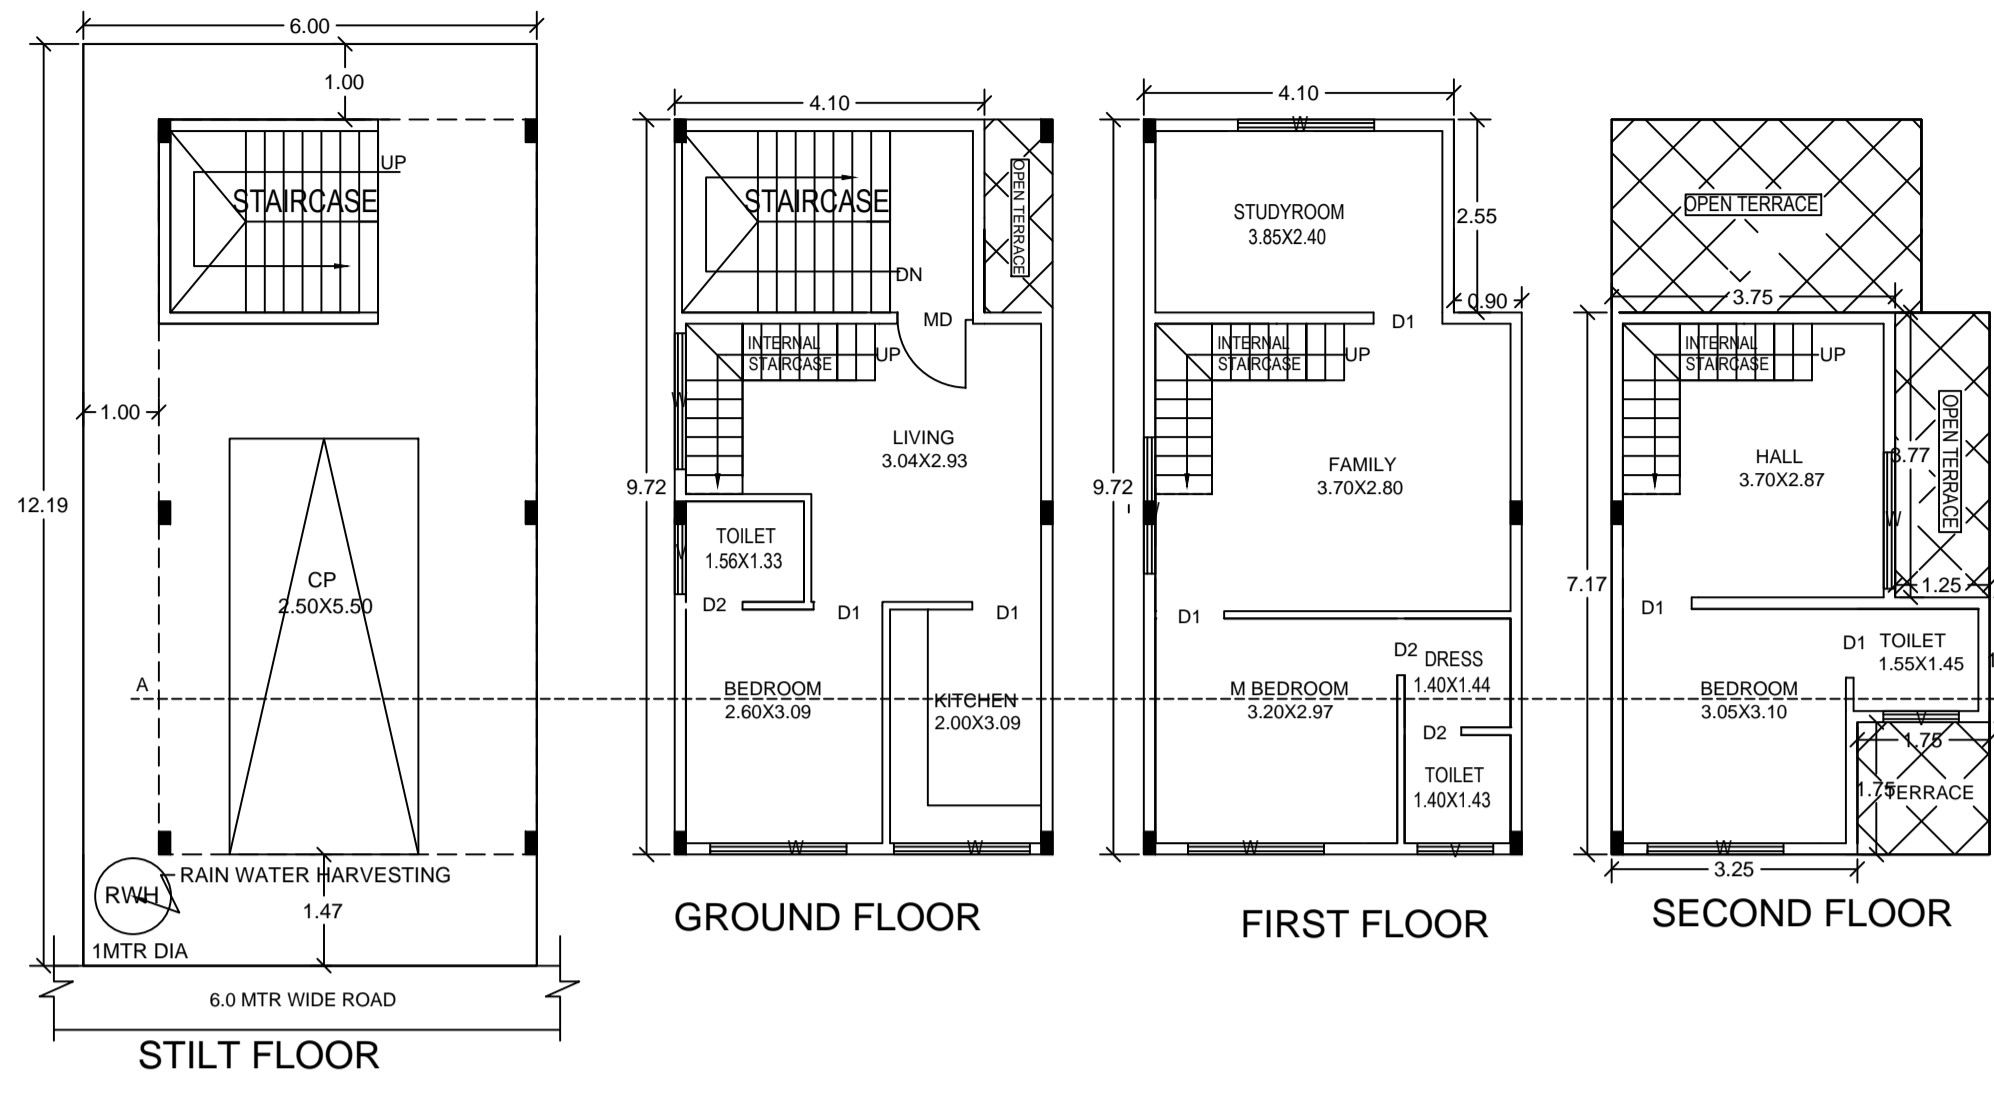 6.00
1.00
UP
STAIRCASE
1.00
12.19
CP
2.50X5.50
A
RAIN WATER HARVESTING
RWH
1.47
1MTR DIA
6.0 MTR WIDE ROAD
STILT FLOOR
4.10
STAIRCASE
OPEN TERRACE
DN
MD
INTERNAL
STAIRCASE
UP
W
LIVING
3.04X2.93
9.72
TOILET
1.56X1.33
V
D2
D1
D1
BEDROOM
2.60X3.09
KITCHEN
2.00X3.09
W
W
GROUND FLOOR
4.10
W
STUDYROOM
3.85X2.40
2.55
0.90
D1
INTERNAL
STAIRCASE
UP
FAMILY
3.70X2.80
9.72
D1
D2
DRESS
1.40X1.44
M BEDROOM
3.20X2.97
D2
TOILET
1.40X1.43
W
V
FIRST FLOOR
OPEN TERRACE
3.75
INTERNAL
STAIRCASE
UP
OPEN TERRACE
HALL
3.70X2.87
3.77
W
7.17
1.25
D1
D1
TOILET
1.55X1.45
BEDROOM
3.05X3.10
V
1.75
1.75
TERRACE
W
3.25
SECOND FLOOR